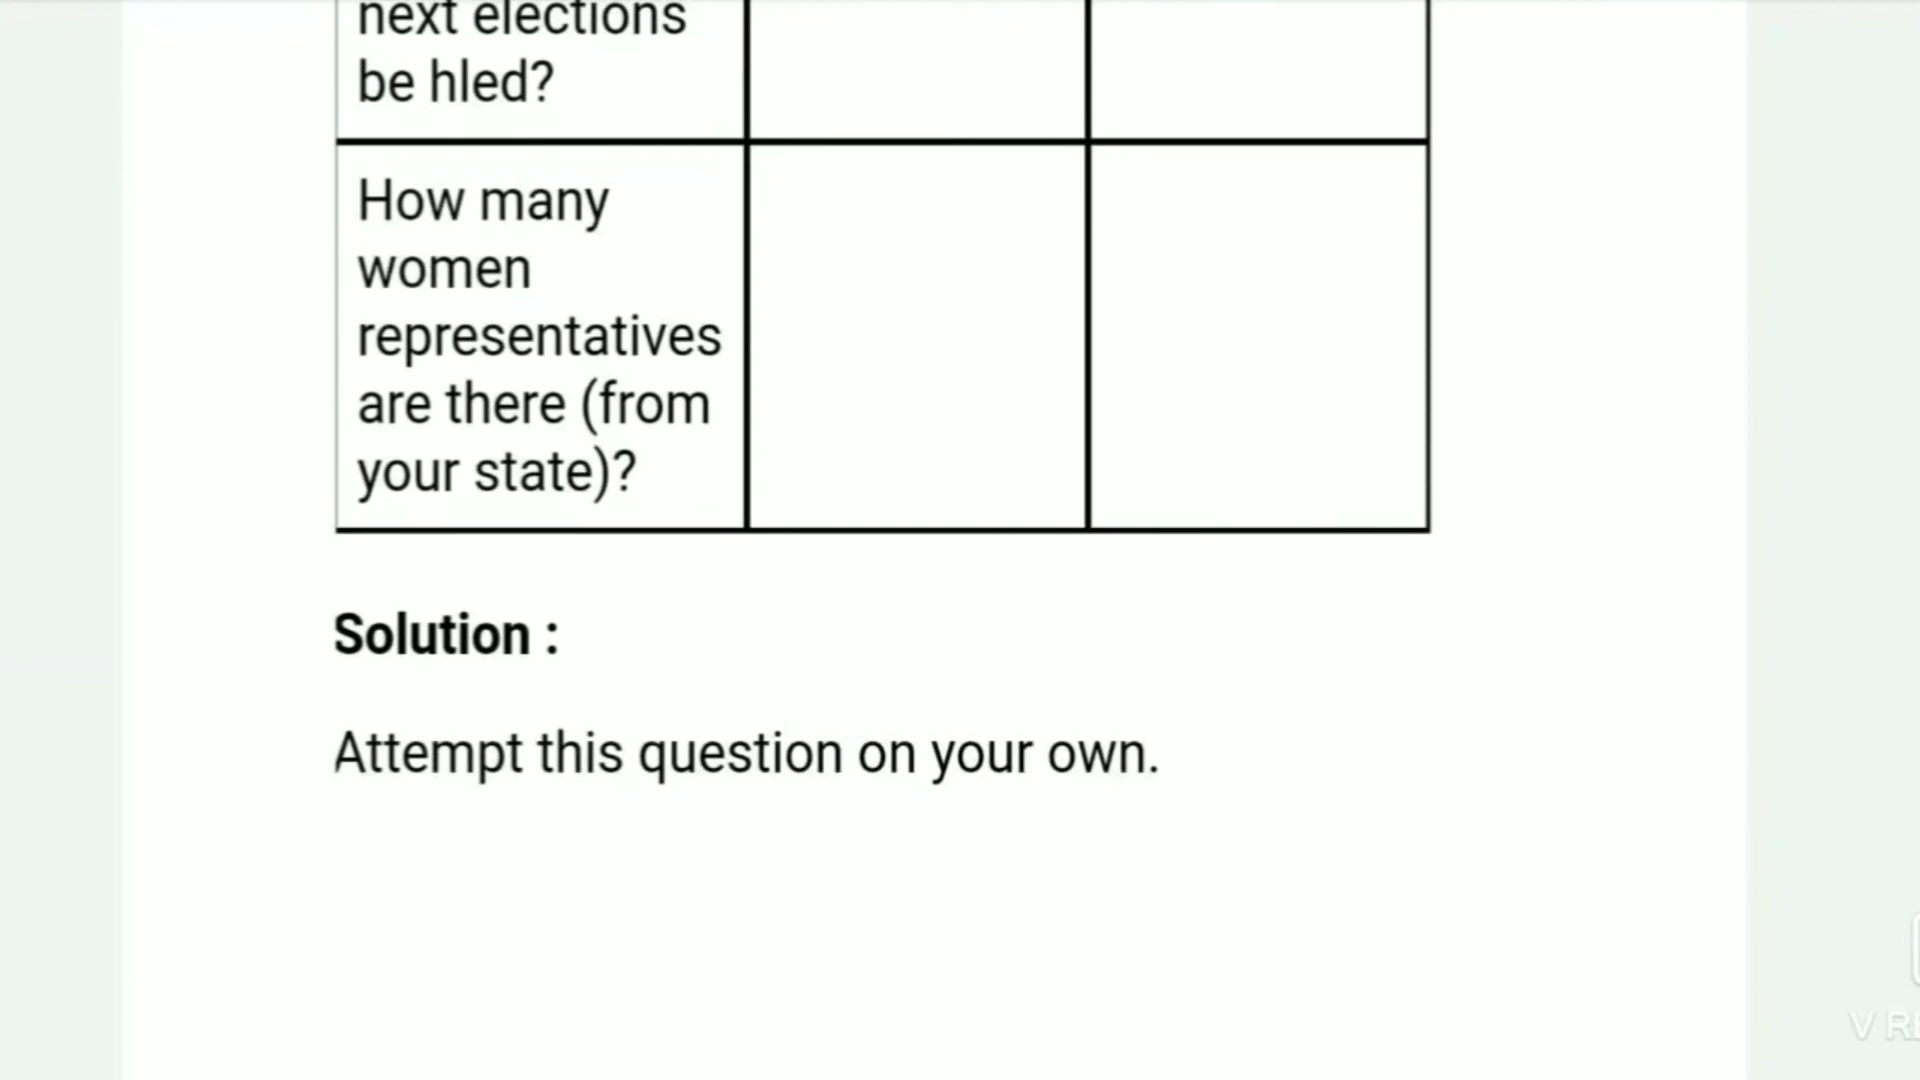 next elections
be hled?
How many
women
representatives
are there (from
your state)?
Solution :
Attempt this question on your own.
V RE